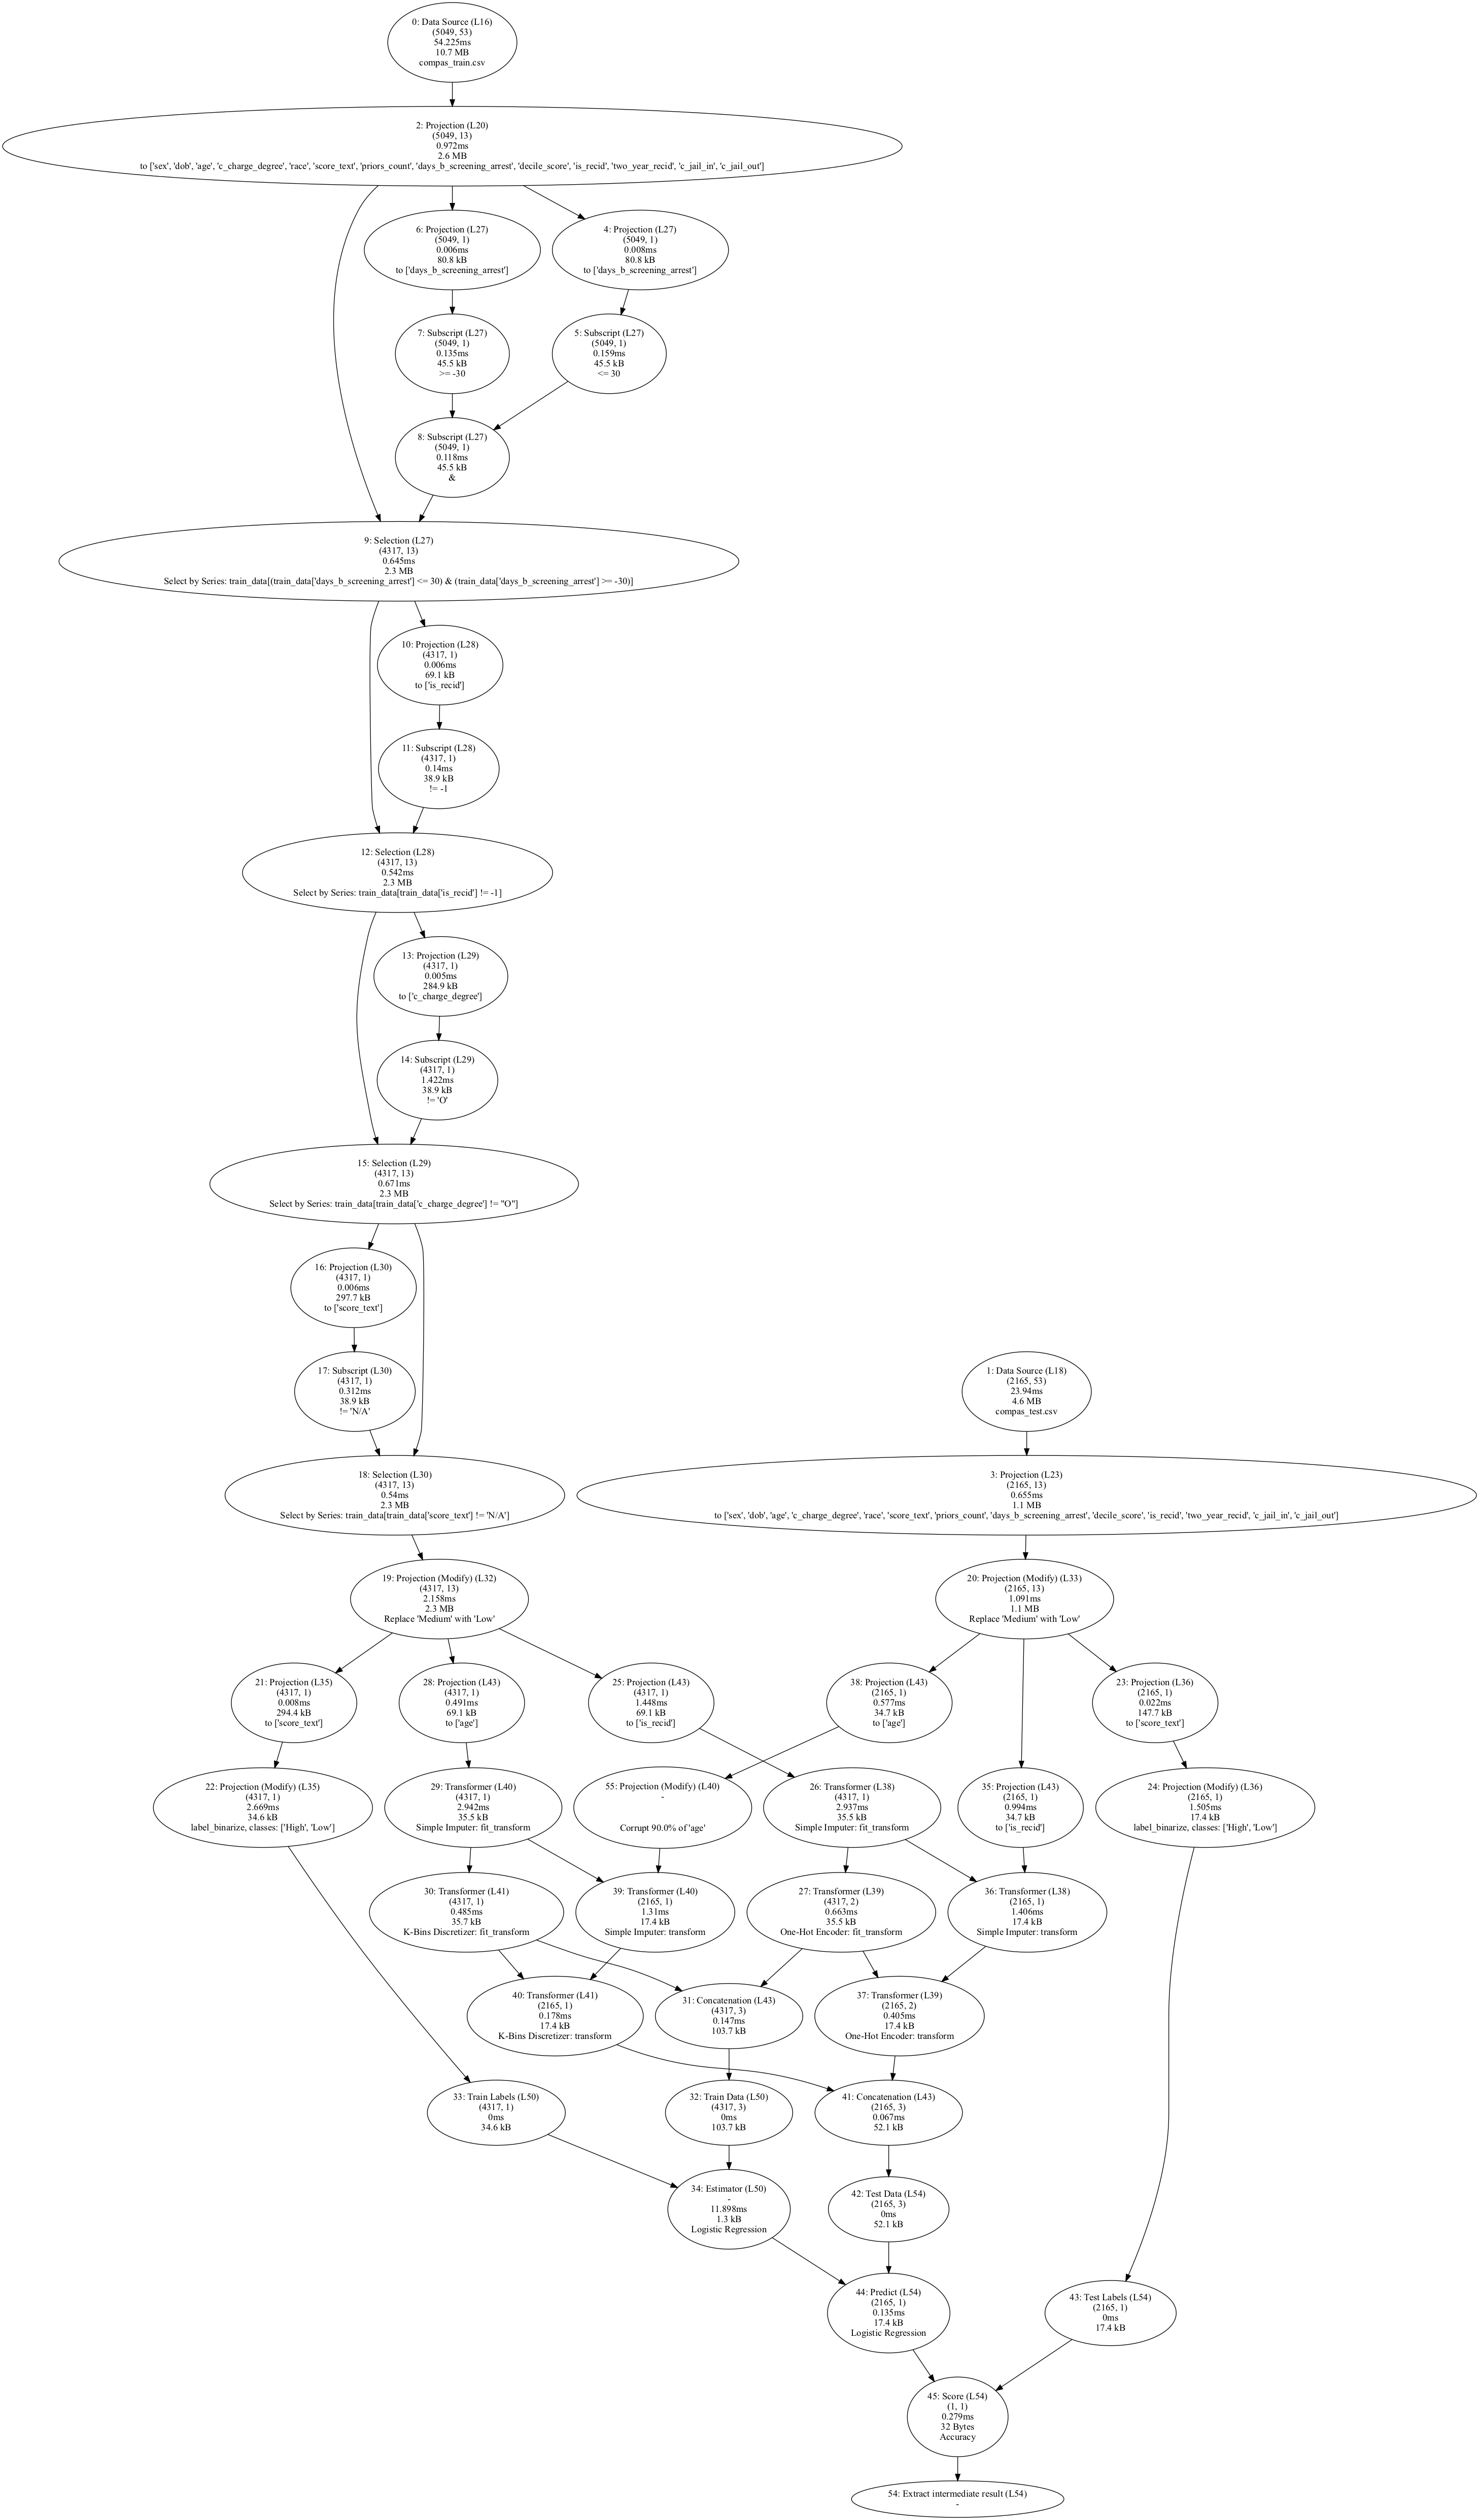 0: Data Source (L16)
(5049, 53)
54.225ms
10.7 MB
compas_train.csv
2: Projection (L20)
(5049, 13)
0.972ms
2.6 MB
to ['sex', 'dob', 'age', 'c_charge_degree', 'race', 'score_text', 'priors_count', 'days_b_screening_arrest', 'decile_score', 'is_recid', 'two_year_recid', 'c_jail_in', 'c_jail_out']
6: Projection (L27)
(5049, 1)
0.006ms
80.8 kB
to ['days_b_screening_arrest']
4: Projection (L27)
(5049, 1)
0.008ms
80.8 kB
to ['days_b_screening_arrest']
7: Subscript (L27)
(5049, 1)
0.135ms
45.5 kB
>= -30
5: Subscript (L27)
(5049, 1)
0.159ms
45.5 kB
<= 30
8: Subscript (L27)
(5049, 1)
0.118ms
45.5 kB
&
9: Selection (L27)
(4317, 13)
0.645ms
2.3 MB
Select by Series: train_data[(train_data['days_b_screening_arrest'] <= 30) & (train_data['days_b_screening_arrest'] >= -30)]
10: Projection (L28)
(4317, 1)
0.006ms
69.1 kB
to ['is_recid']
11: Subscript (L28)
(4317, 1)
0.14ms
38.9 kB
!= -1
12: Selection (L28)
(4317, 13)
0.542ms
2.3 MB
Select by Series: train_data[train_data['is_recid'] != -1]
13: Projection (L29)
(4317, 1)
0.005ms
284.9 kB
to ['c_charge_degree']
14: Subscript (L29)
(4317, 1)
1.422ms
38.9 kB
!= 'O'
15: Selection (L29)
(4317, 13)
0.671ms
2.3 MB
Select by Series: train_data[train_data['c_charge_degree'] != "O"]
16: Projection (L30)
(4317, 1)
0.006ms
297.7 kB
to ['score_text']
17: Subscript (L30)
(4317, 1)
0.312ms
38.9 kB
!= 'N/A'
1: Data Source (L18)
(2165, 53)
23.94ms
4.6 MB
compas_test.csv
18: Selection (L30)
(4317, 13)
0.54ms
2.3 MB
Select by Series: train_data[train_data['score_text'] != 'N/A']
3: Projection (L23)
(2165, 13)
0.655ms
1.1 MB
to ['sex', 'dob', 'age', 'c_charge_degree', 'race', 'score_text', 'priors_count', 'days_b_screening_arrest', 'decile_score', 'is_recid', 'two_year_recid', 'c_jail_in', 'c_jail_out']
19: Projection (Modify) (L32)
(4317, 13)
2.158ms
2.3 MB
Replace 'Medium' with 'Low'
20: Projection (Modify) (L33)
(2165, 13)
1.091ms
1.1 MB
Replace 'Medium' with 'Low'
21: Projection (L35)
(4317, 1)
0.008ms
294.4 kB
to ['score_text']
28: Projection (L43)
(4317, 1)
0.491ms
69.1 kB
to ['age']
25: Projection (L43)
(4317, 1)
1.448ms
69.1 kB
to ['is_recid']
38: Projection (L43)
(2165, 1)
0.577ms
34.7 kB
to ['age']
23: Projection (L36)
(2165, 1)
0.022ms
147.7 kB
to ['score_text']
22: Projection (Modify) (L35)
(4317, 1)
2.669ms
34.6 kB
label_binarize, classes: ['High', 'Low']
29: Transformer (L40)
(4317, 1)
2.942ms
35.5 kB
Simple Imputer: fit_transform
55: Projection (Modify) (L40)
-
Corrupt 90.0% of 'age'
26: Transformer (L38)
(4317, 1)
2.937ms
35.5 kB
Simple Imputer: fit_transform
35: Projection (L43)
(2165, 1)
0.994ms
34.7 kB
to ['is_recid']
24: Projection (Modify) (L36)
(2165, 1)
1.505ms
17.4 kB
label_binarize, classes: ['High', 'Low']
30: Transformer (L41)
(4317, 1)
0.485ms
35.7 kB
K-Bins Discretizer: fit_transform
39: Transformer (L40)
(2165, 1)
1.31ms
17.4 kB
Simple Imputer: transform
27: Transformer (L39)
(4317, 2)
0.663ms
35.5 kB
One-Hot Encoder: fit_transform
36: Transformer (L38)
(2165, 1)
1.406ms
17.4 kB
Simple Imputer: transform
40: Transformer (L41)
(2165, 1)
0.178ms
17.4 kB
K-Bins Discretizer: transform
31: Concatenation (L43)
(4317, 3)
0.147ms
103.7 kB
37: Transformer (L39)
(2165, 2)
0.405ms
17.4 kB
One-Hot Encoder: transform
33: Train Labels (L50)
(4317, 1)
0ms
34.6 kB
32: Train Data (L50)
(4317, 3)
0ms
103.7 kB
41: Concatenation (L43)
(2165, 3)
0.067ms
52.1 kB
34: Estimator (L50)
-
11.898ms
1.3 kB
Logistic Regression
42: Test Data (L54)
(2165, 3)
0ms
52.1 kB
44: Predict (L54)
(2165, 1)
0.135ms
17.4 kB
Logistic Regression
43: Test Labels (L54)
(2165, 1)
0ms
17.4 kB
45: Score (L54)
(1, 1)
0.279ms
32 Bytes
Accuracy
54: Extract intermediate result (L54)
-